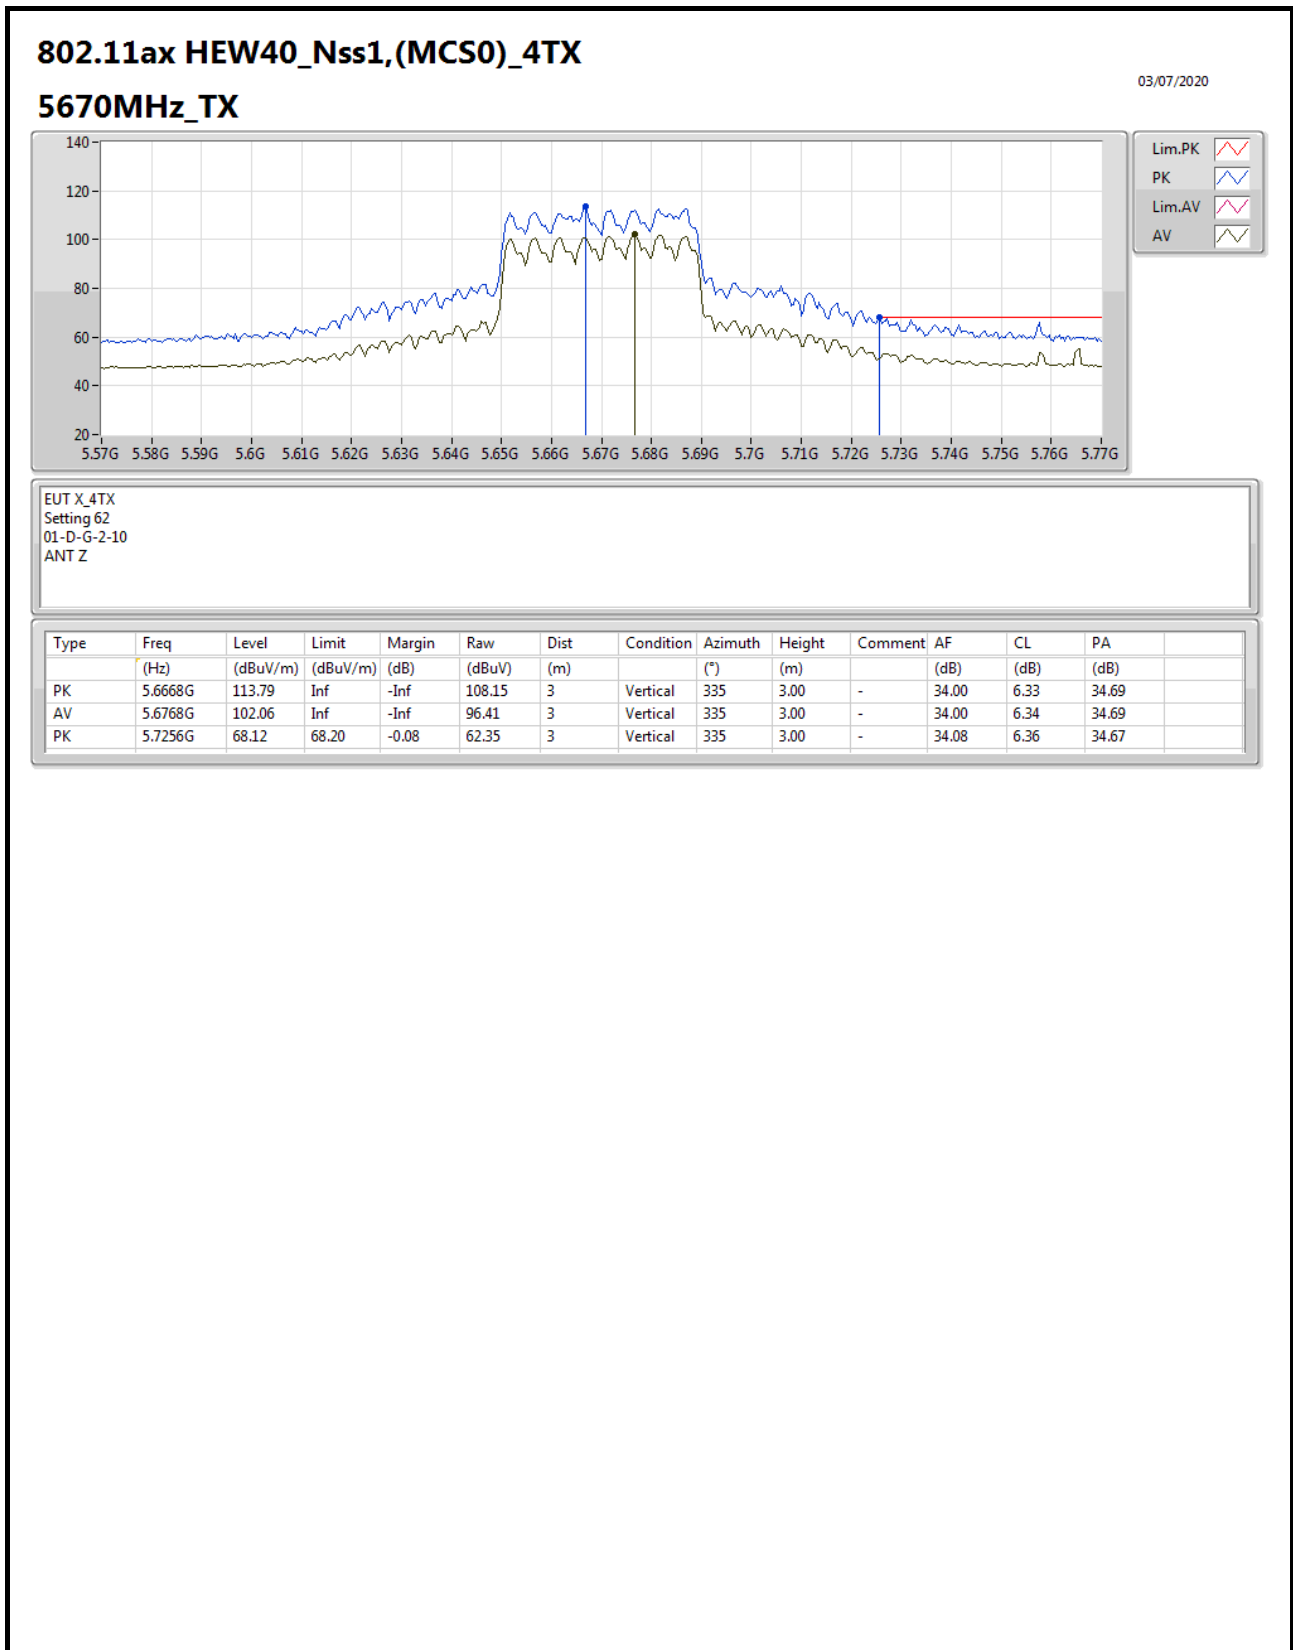 802.11ax HEW40_Nss1,(MCS0)_4TX
03/07/2020
5670MHz_TX
140
120
100
80
60
40
20
5.57G 5.58G 5.59G 5.6G 5.61G 5.62G 5.63G 5.64G 5.65G 5.66G 5.67G 5.68G 5.69G 5.7G 5.71G 5.72G 5.73G 5.74G 5.75G 5.76G 5.77G
Lim.PK
PK
Lim.AV
AV
EUT X_4TX
Setting 62
01-D-G-2-10
ANT Z
Type Freq Level Limit Margin Raw Dist Condition Azimuth Height Comment AF CL PA
(Hz) (dBuV/m) (dBuV/m) (dB) (dBuV) (m) (°) (m) (dB) (dB) (dB)
PK 5.6668G 113.79 Inf -Inf 108.15 3 Vertical 335 3.00 - 34.00 6.33 34.69
AV 5.6768G 102.06 Inf -Inf 96.41 3 Vertical 335 3.00 - 34.00 6.34 34.69
PK 5.7256G 68.12 68.20 -0.08 62.35 3 Vertical 335 3.00 - 34.08 6.36 34.67